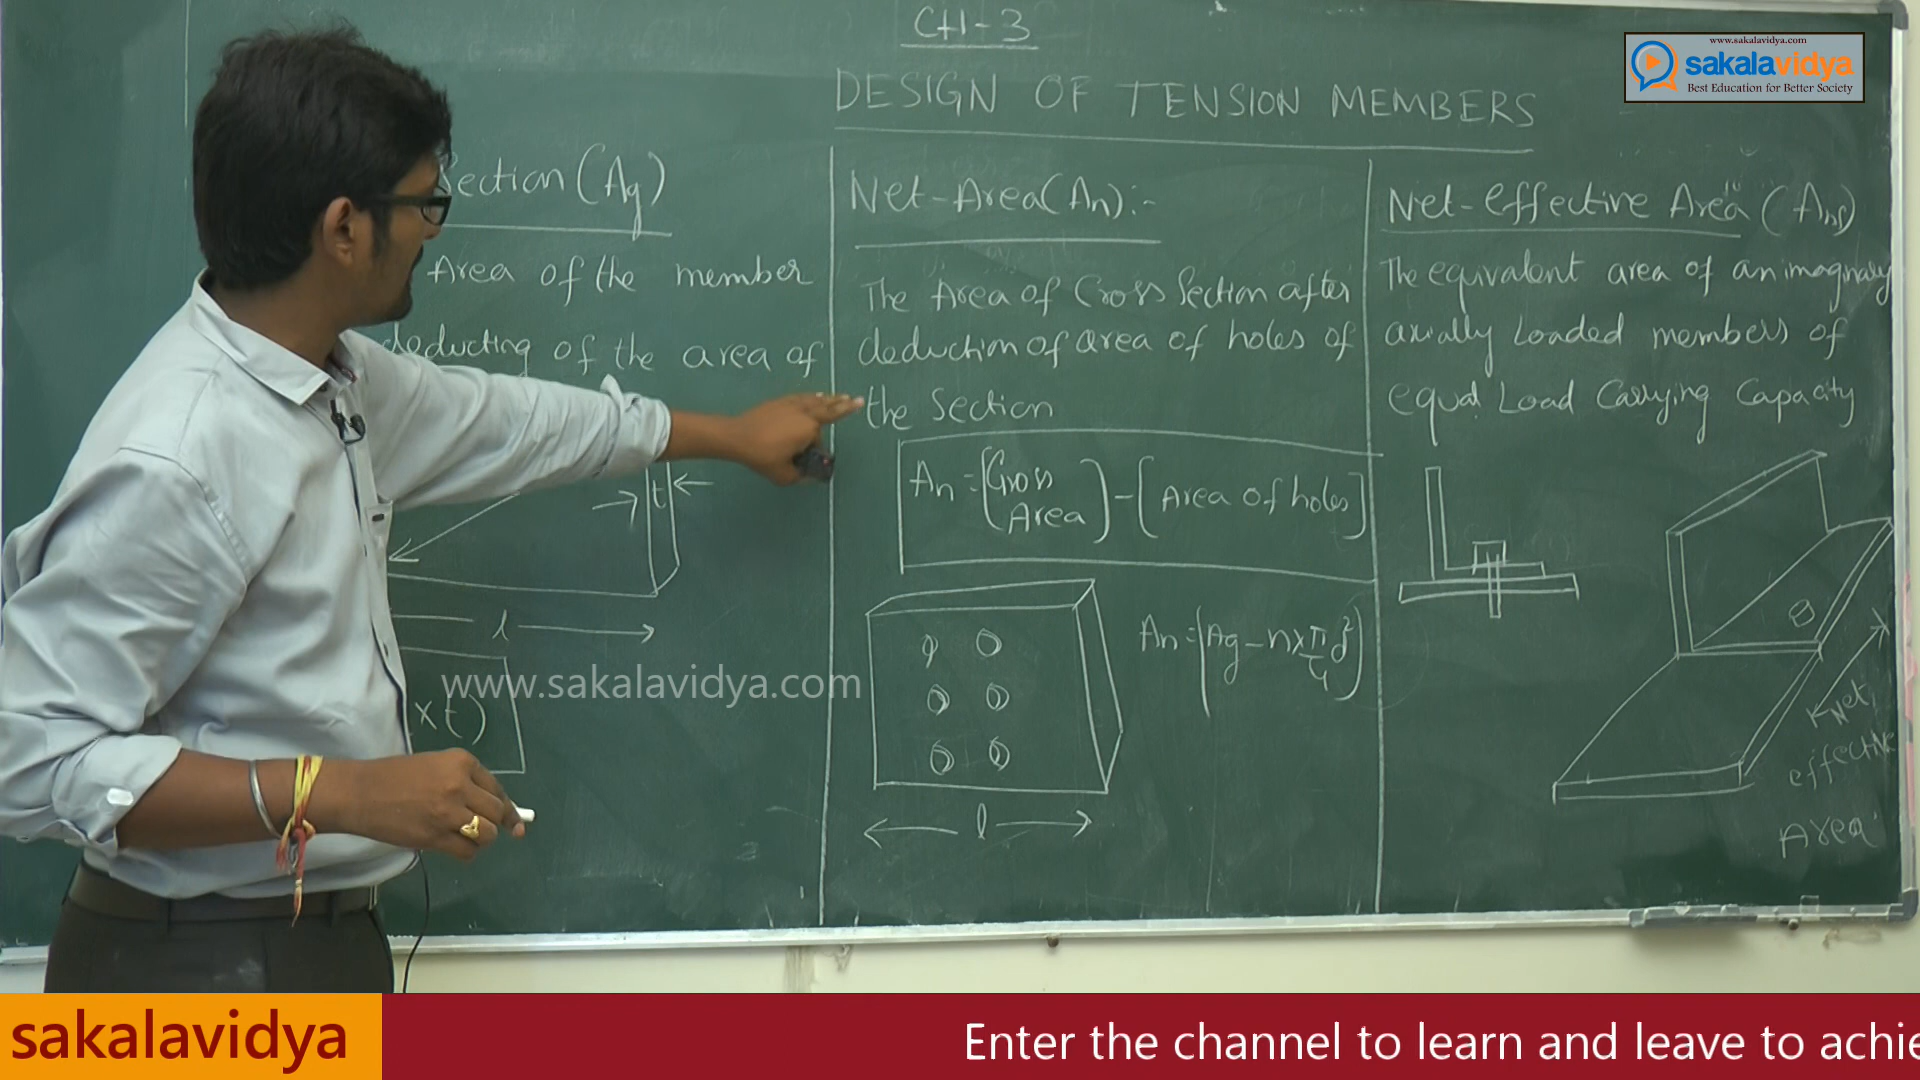 CH-3
DESIGN OF TENSION MEMBERS
www.sakalavidya.com
sakalavidya
Best Education for Better Society
Section (Ag)
Area of the member
deducting of the area of
t
l
x t)
Net-Area (An):-
The Area of Cross Section after
deduction of area of holes of
the Section
An = (Gross Area) - [Area of holes]
An = (Ag - n x π/4 d²)
l
Net-effective Area (Anf)
The equivalent area of an imaginary
axially Loaded members of
equal Load Carrying Capacity
Net
effective
Area
www.sakalavidya.com
sakalavidya
Enter the channel to learn and leave to achie